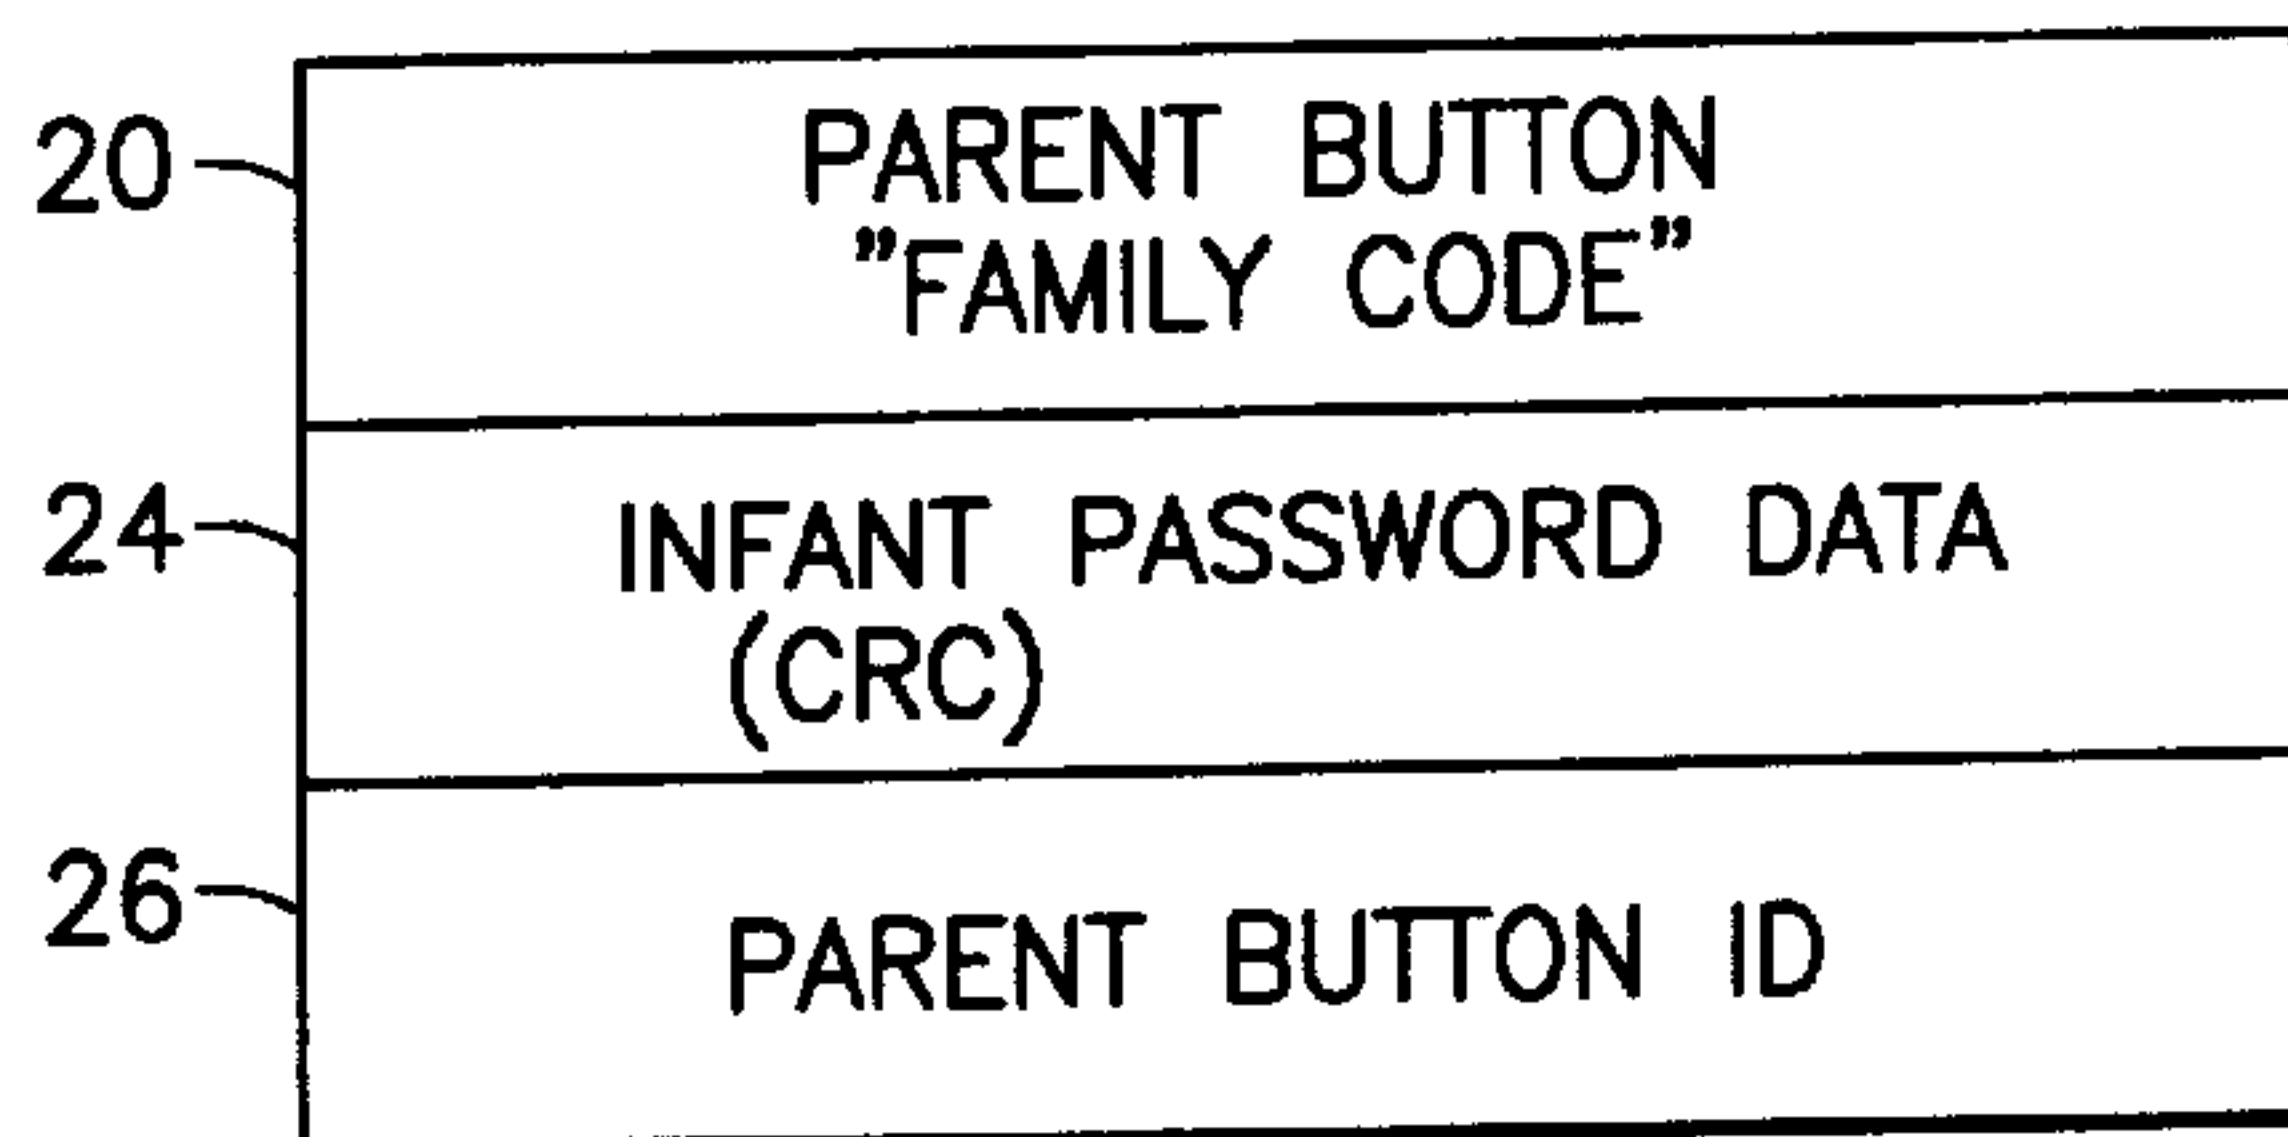 20 PARENT BUTTON
"FAMILY CODE"
24 INFANT PASSWORD DATA
(CRC)
26 PARENT BUTTON ID